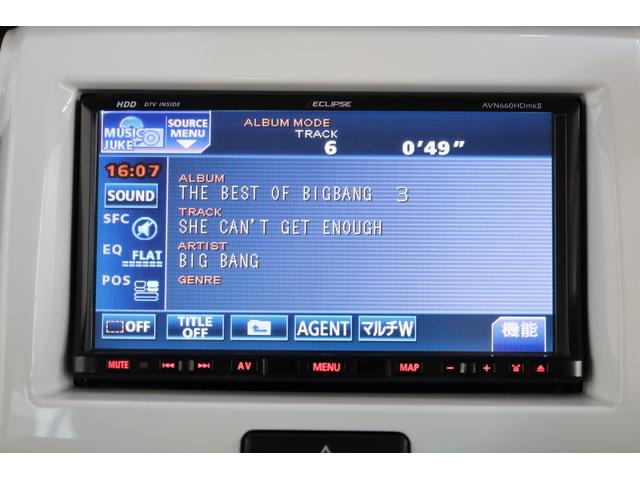 HDD DTV INSIDE ECLIPSE AVN660HDmkII
MUSIC JUKE
SOURCE MENU
ALBUM MODE
TRACK
6 0'49"
16:07
SOUND
SFC
EQ FLAT
POS
ALBUM
THE BEST OF BIGBANG 3
TRACK
SHE CAN'T GET ENOUGH
ARTIST
BIG BANG
GENRE
OFF TITLE OFF AGENT マルチW 機能
MUTE AV MENU MAP − +